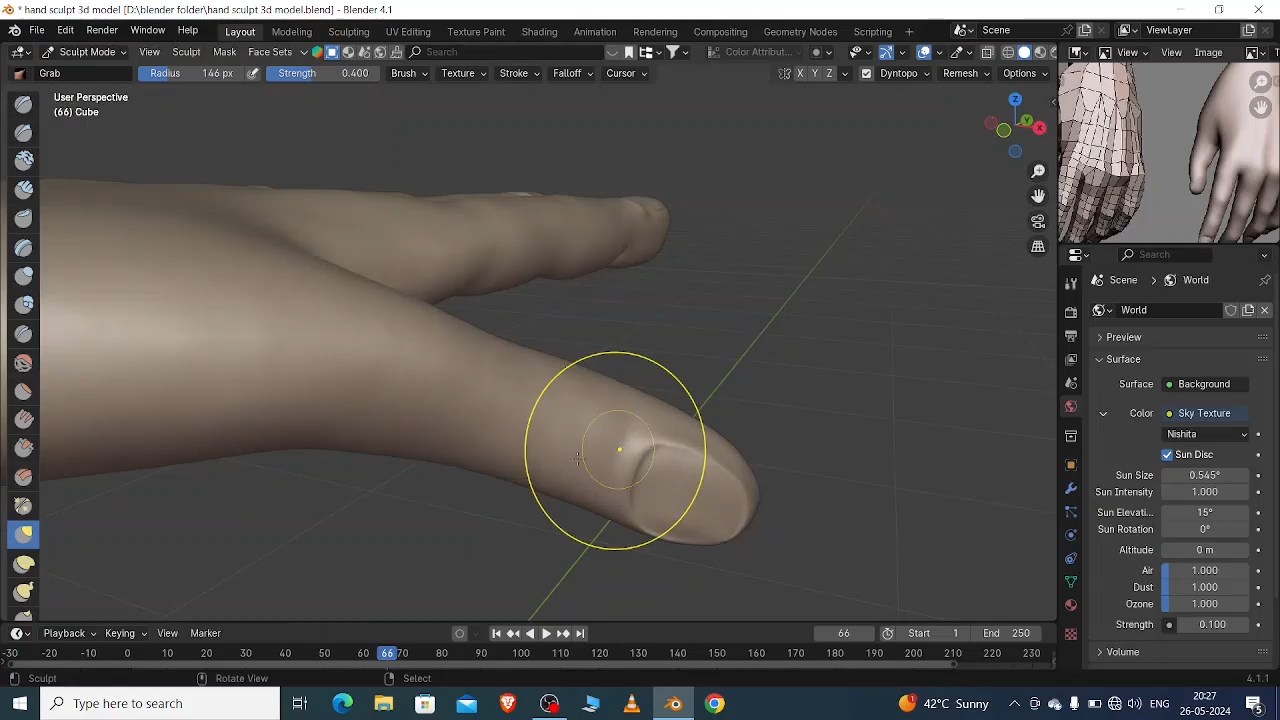 * hand sculpt 3d model [D:\blender folder\hand sculpt 3d model.blend] - Blender 4.1
File Edit Render Window Help Layout Modeling Sculpting UV Editing Texture Paint Shading Animation Rendering Compositing Geometry Nodes Scripting + Scene ViewLayer
Sculpt Mode View Sculpt Mask Face Sets Search Color Attribut... View View Image
Grab Radius 146 px Strength 0.400 Brush Texture Stroke Falloff Cursor X Y Z Dyntopo Remesh Options
User Perspective
(66) Cube
Z
Y
X
Search
Scene > World
World
Preview
Surface
Surface Background
Color Sky Texture
Nishita
Sun Disc
Sun Size 0.545°
Sun Intensity 1.000
Sun Elevati... 15°
Sun Rotation 0°
Altitude 0 m
Air 1.000
Dust 1.000
Ozone 1.000
Strength 0.100
Volume
Playback Keying View Marker 66 Start 1 End 250
-30 -20 -10 0 10 20 30 40 50 60 66 70 80 90 100 110 120 130 140 150 160 170 180 190 200 210 220 230
Sculpt Rotate View Select 4.1.1
Type here to search 42°C Sunny ENG 20:27
26-05-2024 5